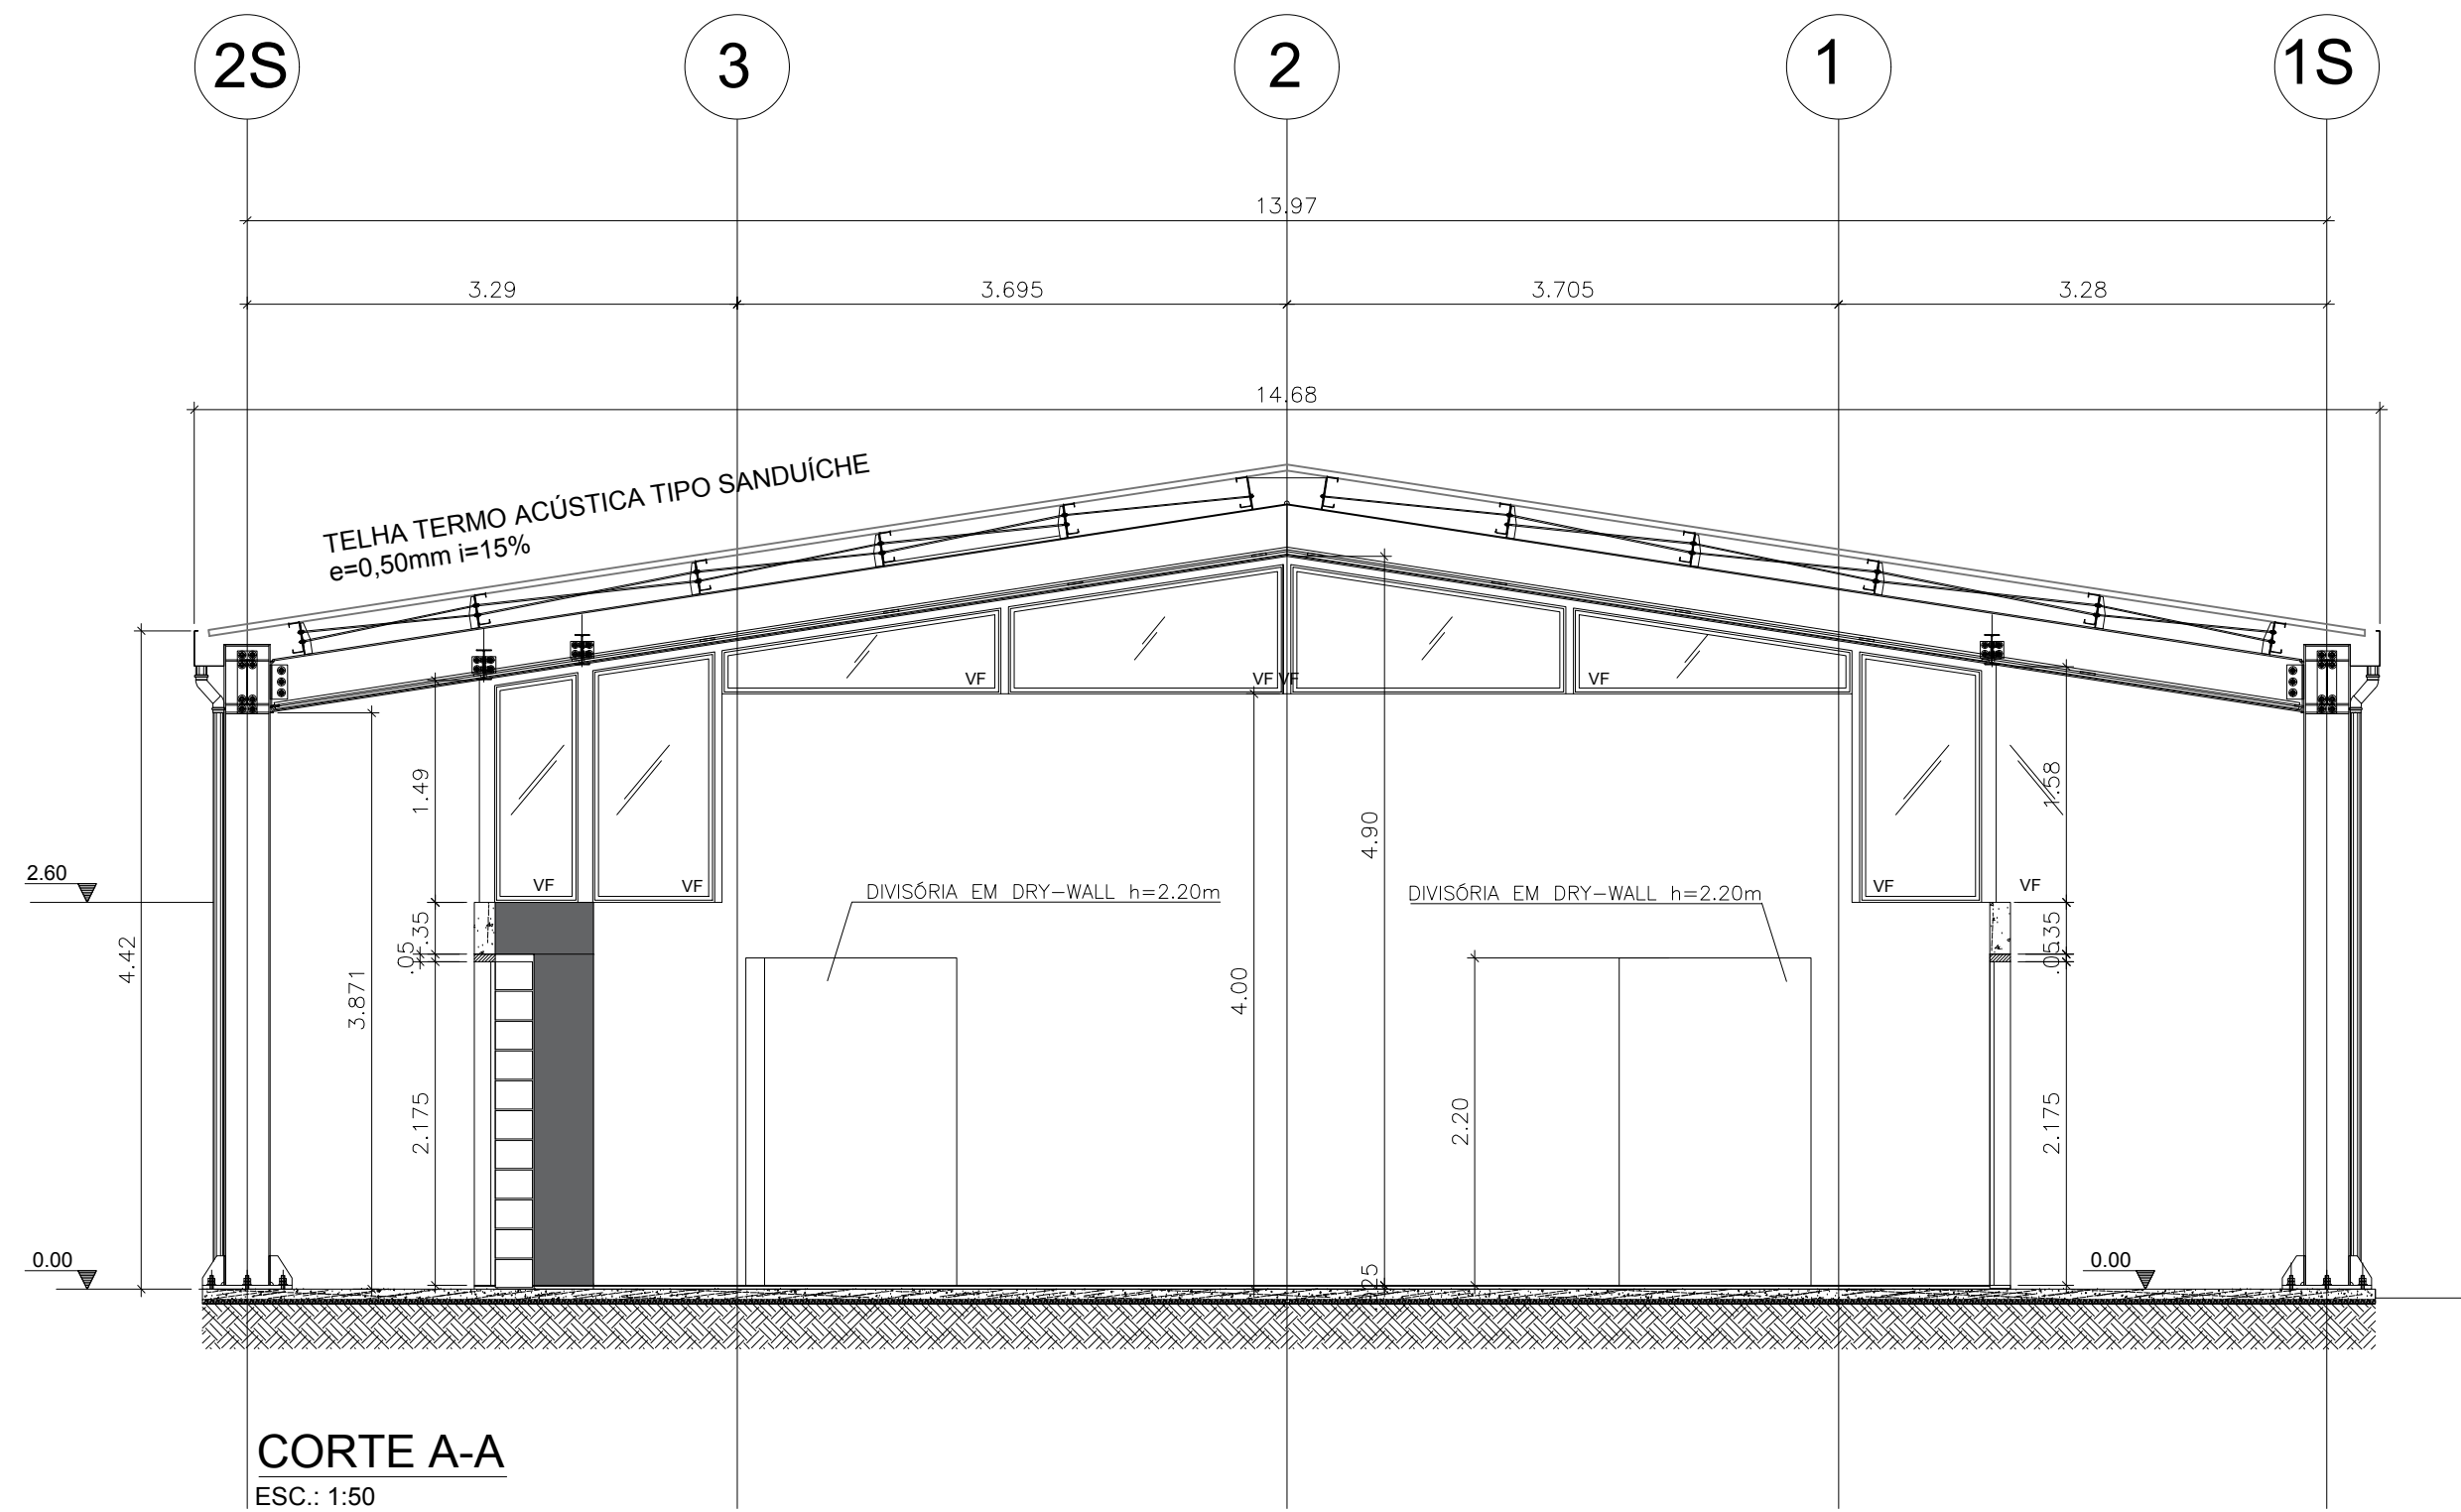 2S
3
2
1
1S
13.97
3.29
3.695
3.705
3.28
14.68
TELHA TERMO ACÚSTICA TIPO SANDUÍCHE
e=0,50mm i=15%
VF
VF
VF
VF
1.49
1.58
4.90
2.60
VF
VF
VF
VF
DIVISÓRIA EM DRY-WALL h=2.20m
DIVISÓRIA EM DRY-WALL h=2.20m
.35
.05
.35
.05
4.42
3.871
4.00
2.175
2.20
2.175
0.00
0.00
CORTE A-A
ESC.: 1:50